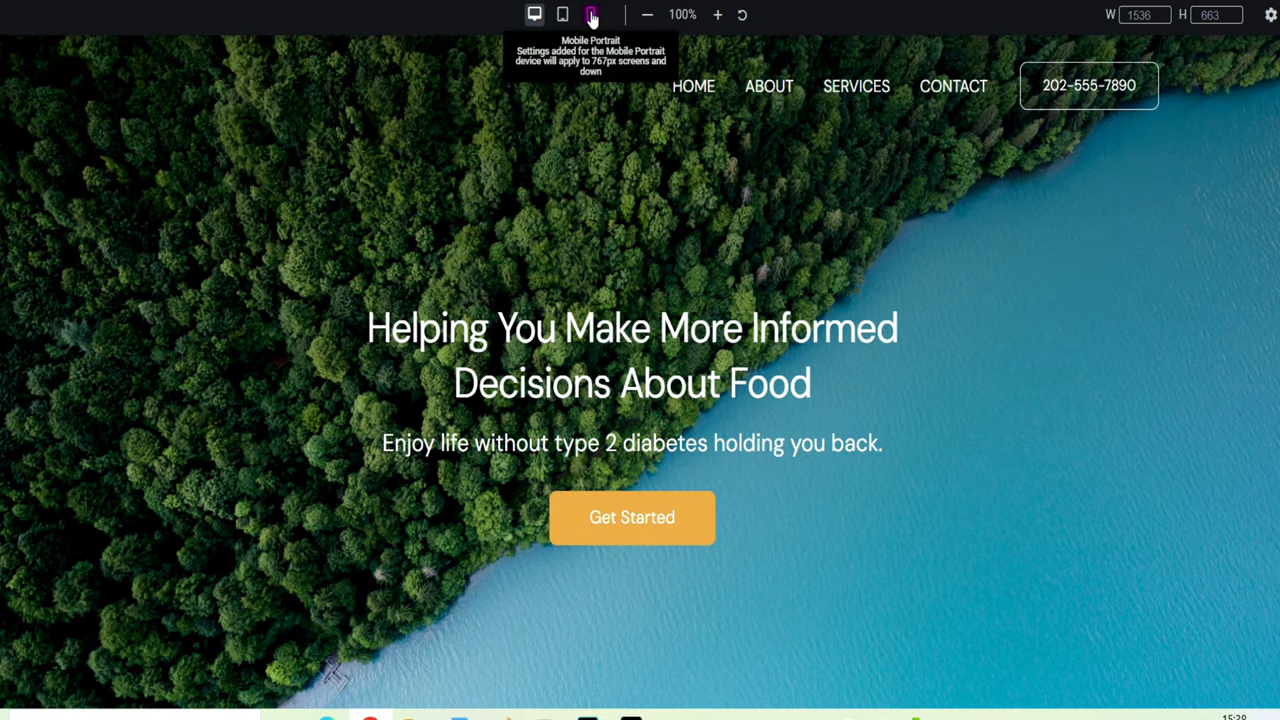 100%
W 1536 H 663
Mobile Portrait
Settings added for the Mobile Portrait
device will apply to 767px screens and
down
HOME ABOUT SERVICES CONTACT 202-555-7890
Helping You Make More Informed
Decisions About Food
Enjoy life without type 2 diabetes holding you back.
Get Started
15:38